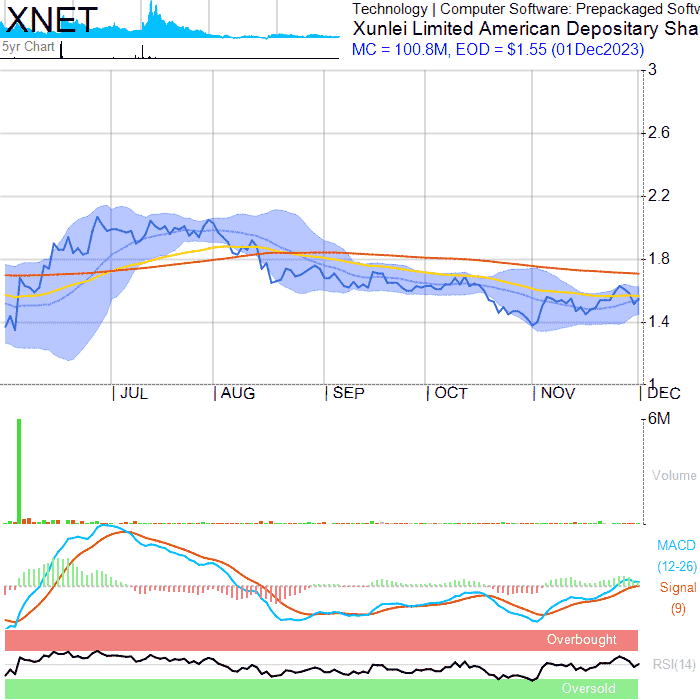 XNET
Technology | Computer Software: Prepackaged Softw
Xunlei Limited American Depositary Sha
MC = 100.8M, EOD = $1.55 (01Dec2023)
5yr Chart
3
2.6
2.2
1.8
1.4
1
JUL AUG SEP OCT NOV DEC
6M
Volume
MACD
(12-26)
Signal
(9)
Overbought
RSI(14)
Oversold